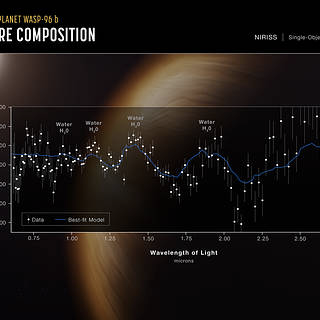 PLANET WASP-96 b
RE COMPOSITION
NIRISS | Single-Obje
Water Water Water Water
H₂O H₂O H₂O H₂O
Data Best-fit Model
0.75 1.00 1.25 1.50 1.75 2.00 2.25 2.50
Wavelength of Light
microns